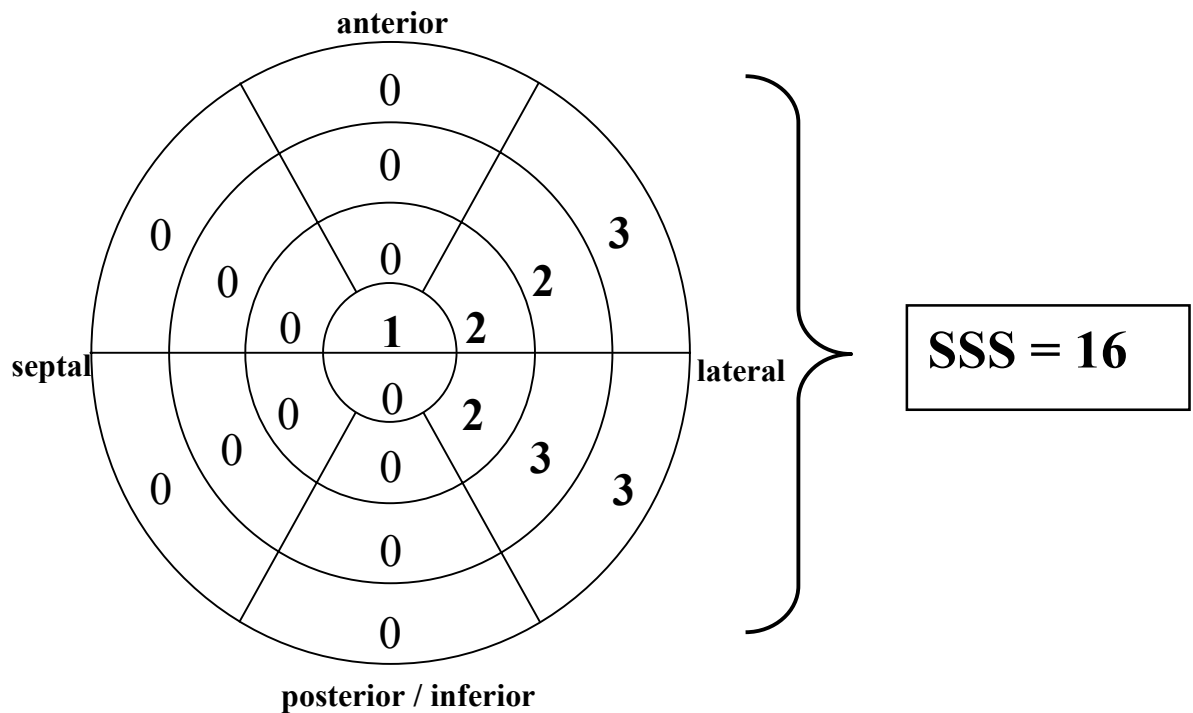 anterior
0
0
0 3
0 2
0
0 1 2
septal lateral
SSS = 16
0 0 2
0 0 3
0 3
0
0
posterior / inferior